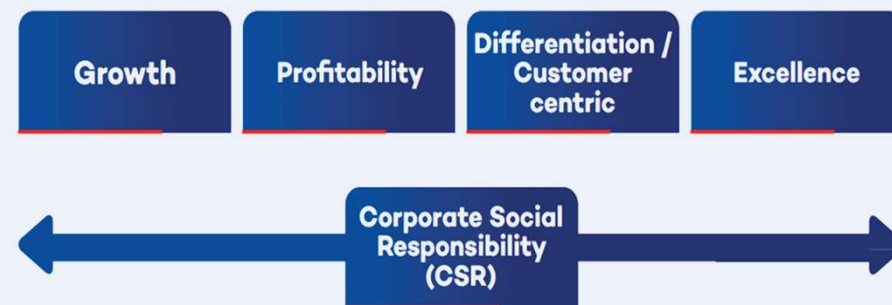 Growth
Profitability
Differentiation /
Customer
centric
Excellence
Corporate Social
Responsibility
(CSR)